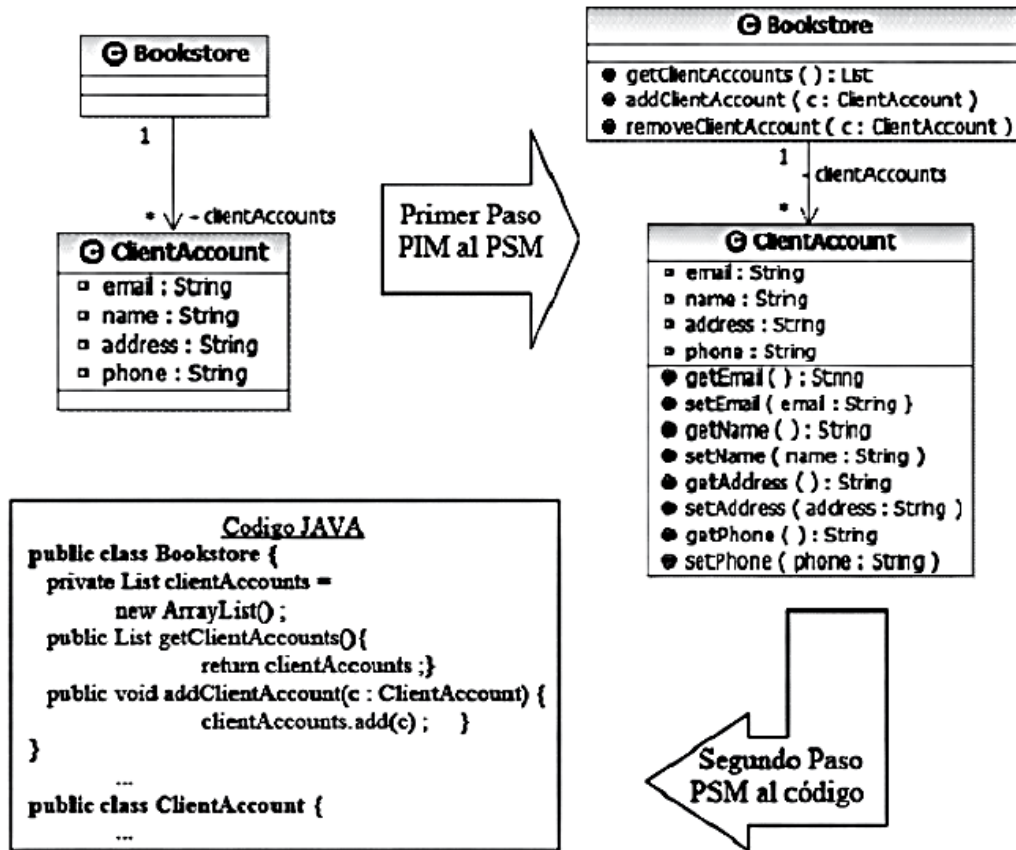 Bookstore
1
* - clientAccounts
ClientAccount
email : String
name : String
address : String
phone : String
Primer Paso
PIM al PSM
Bookstore
getClientAccounts ( ) : List
addClientAccount ( c : ClientAccount )
removeClientAccount ( c : ClientAccount )
1
- clientAccounts
*
ClientAccount
email : String
name : String
address : String
phone : String
getEmail ( ) : String
setEmail ( email : String )
getName ( ) : String
setName ( name : String )
getAddress ( ) : String
setAddress ( address : String )
getPhone ( ) : String
setPhone ( phone : String )
Codigo JAVA
public class Bookstore {
private List clientAccounts =
new ArrayList() ;
public List getClientAccounts(){
return clientAccounts ;}
public void addClientAccount(c : ClientAccount) {
clientAccounts.add(c) ; }
}
...
public class ClientAccount {
...
Segundo Paso
PSM al código